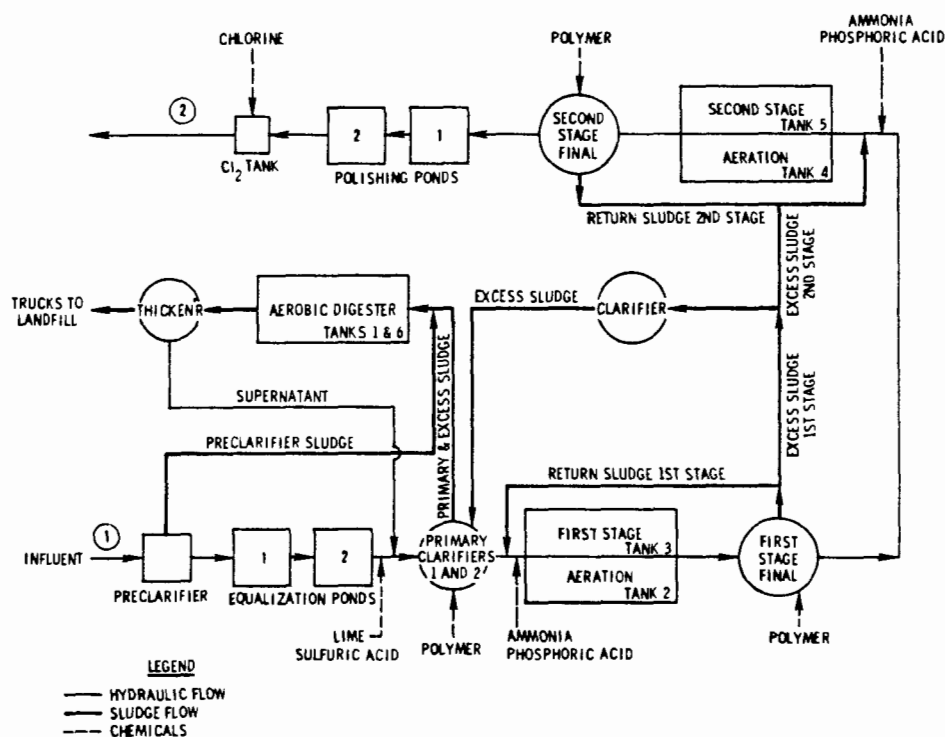 CHLORINE
POLYMER
AMMONIA
PHOSPHORIC ACID
2
Cl2 TANK
2
1
POLISHING PONDS
SECOND
STAGE
FINAL
SECOND STAGE
TANK 5
AERATION
TANK 4
RETURN SLUDGE 2ND STAGE
EXCESS SLUDGE
2ND STAGE
TRUCKS TO
LANDFILL
THICKEN'R
AEROBIC DIGESTER
TANKS 1 & 6
EXCESS SLUDGE
CLARIFIER
EXCESS SLUDGE
1ST STAGE
SUPERNATANT
PRIMARY & EXCESS SLUDGE
PRECLARIFIER SLUDGE
RETURN SLUDGE 1ST STAGE
1
INFLUENT
PRECLARIFIER
1
2
EQUALIZATION PONDS
PRIMARY
CLARIFIERS
1 AND 2
FIRST STAGE
TANK 3
AERATION
TANK 2
FIRST
STAGE
FINAL
LIME
SULFURIC ACID
POLYMER
AMMONIA
PHOSPHORIC ACID
POLYMER
LEGEND
HYDRAULIC FLOW
SLUDGE FLOW
CHEMICALS